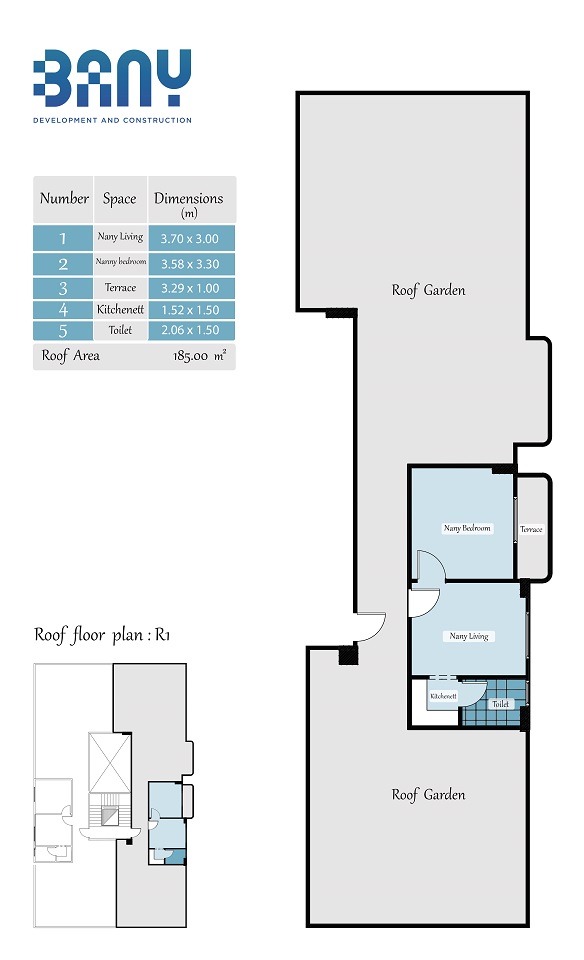 BANY
DEVELOPMENT AND CONSTRUCTION
Number Space Dimensions (m)
1 Nany Living 3.70 x 3.00
2 Nanny bedroom 3.58 x 3.30
3 Terrace 3.29 x 1.00
4 Kitchenett 1.52 x 1.50
5 Toilet 2.06 x 1.50
Roof Area 185.00 m²
Roof Garden
Nany Bedroom
Terrace
Nany Living
Kitchenett
Toilet
Roof Garden
Roof floor plan : R1